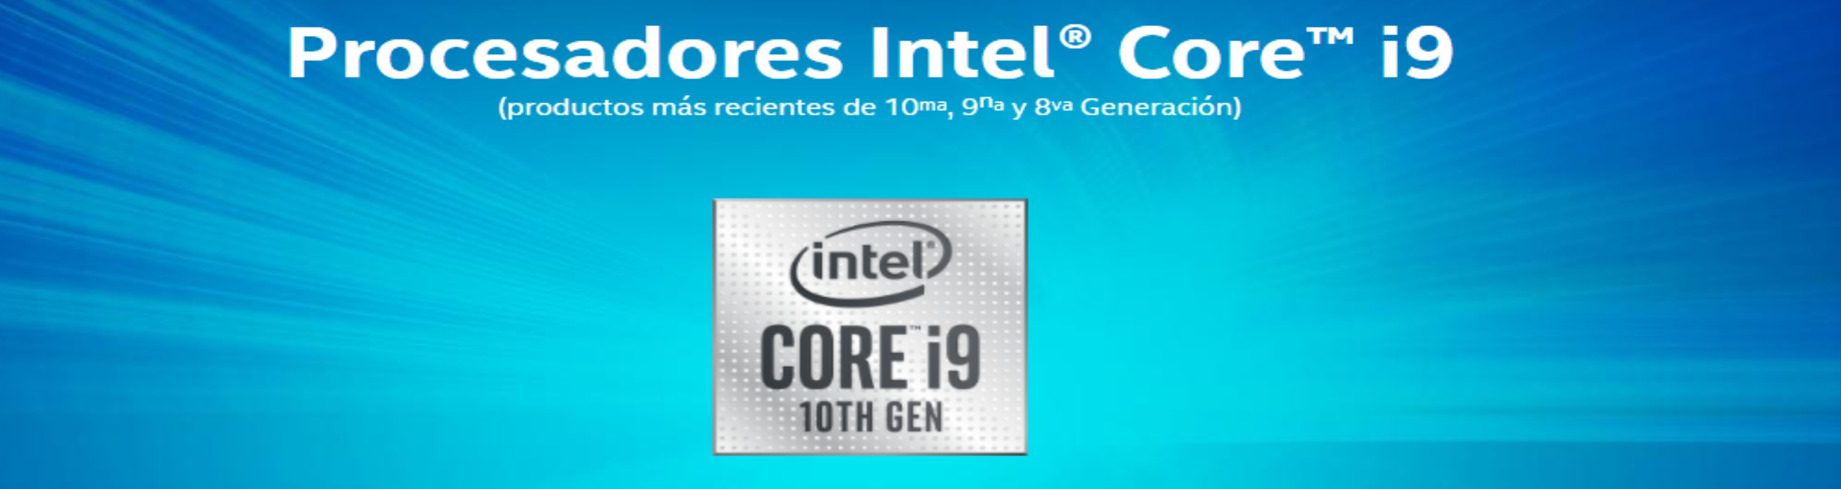 Procesadores Intel® Core™ i9
(productos más recientes de 10ma, 9na y 8va Generación)
intel®
CORE™ i9
10TH GEN